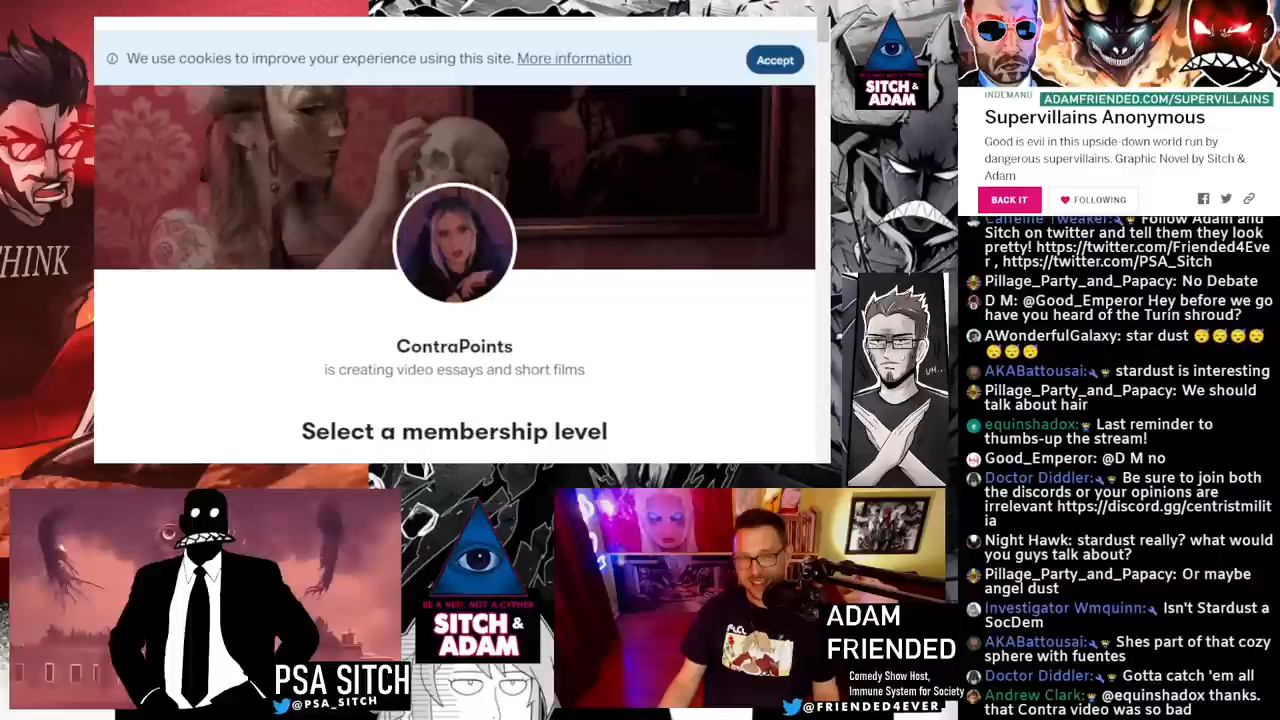 We use cookies to improve your experience using this site. More information
Accept
ContraPoints
is creating video essays and short films
Select a membership level
THINK
SITCH &
ADAM
UH...
INDEMAND
ADAMFRIENDED.COM/SUPERVILLAINS
Supervillains Anonymous
Good is evil in this upside-down world run by
dangerous supervillains. Graphic Novel by Sitch &
Adam
BACK IT
FOLLOWING
Caffeine Tweaker: Follow Adam and
Sitch on twitter and tell them they look
pretty! https://twitter.com/Friended4Eve
r , https://twitter.com/PSA_Sitch
Pillage_Party_and_Papacy: No Debate
D M: @Good_Emperor Hey before we go
have you heard of the Turin shroud?
AWonderfulGalaxy: star dust 😴😴😴😴
😴😴😴
AKABattousai: stardust is interesting
Pillage_Party_and_Papacy: We should
talk about hair
equinshadox: Last reminder to
thumbs-up the stream!
Good_Emperor: @D M no
Doctor Diddler: Be sure to join both
the discords or your opinions are
irrelevant https://discord.gg/centristmilit
ia
Night Hawk: stardust really? what would
you guys talk about?
Pillage_Party_and_Papacy: Or maybe
angel dust
Investigator Wmquinn: Isn't Stardust a
SocDem
AKABattousai: Shes part of that cozy
sphere with fuentes
Doctor Diddler: Gotta catch 'em all
Andrew Clark: @equinshadox thanks.
that Contra video was so bad
PSA SITCH
@PSA_SITCH
BE A NEO, NOT A CYPHER
SITCH &
ADAM
ADAM
FRIENDED
Comedy Show Host,
Immune System for Society
@FRIENDED4EVER